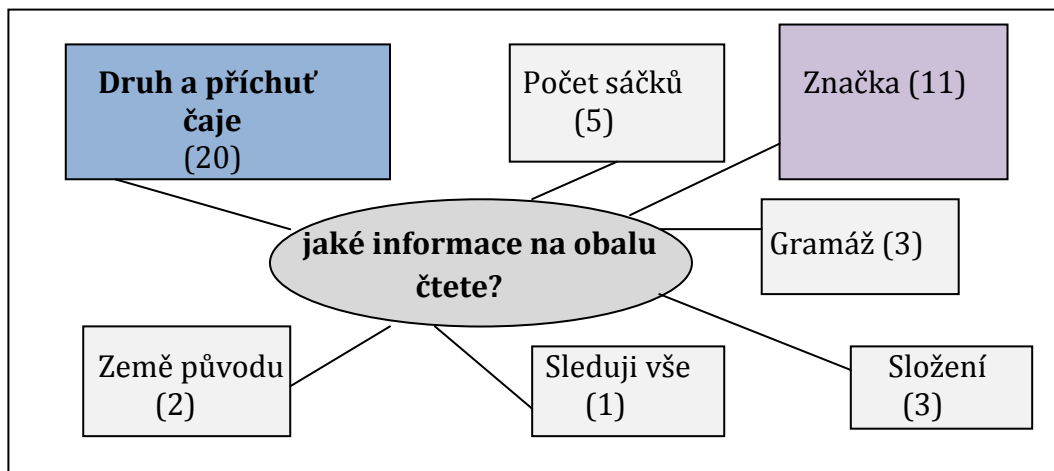 Druh a příchuť
čaje
(20)
Počet sáčků
(5)
Značka (11)
jaké informace na obalu
čtete?
Gramáž (3)
Země původu
(2)
Sleduji vše
(1)
Složení
(3)